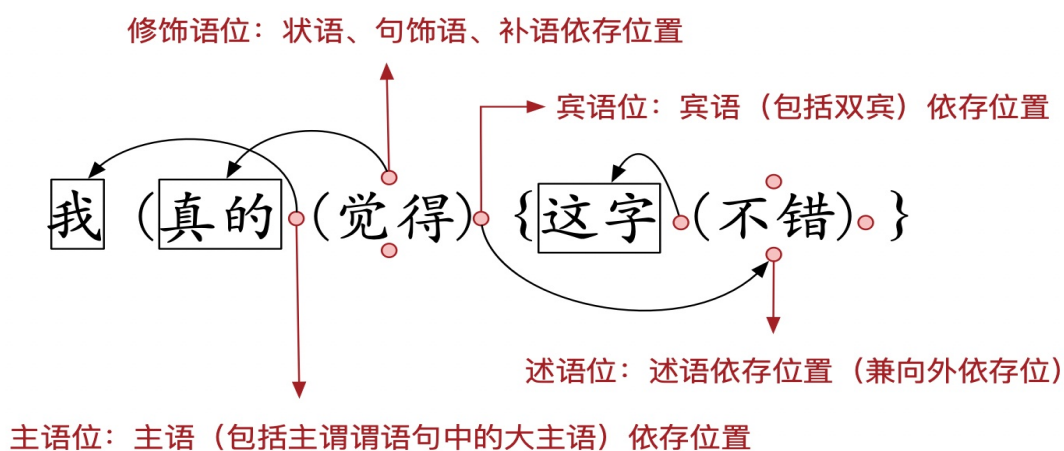 修饰语位：状语、句饰语、补语依存位置
宾语位：宾语（包括双宾）依存位置
我（真的（觉得）{这字（不错）}
述语位：述语依存位置（兼向外依存位）
主语位：主语（包括主谓谓语句中的大主语）依存位置